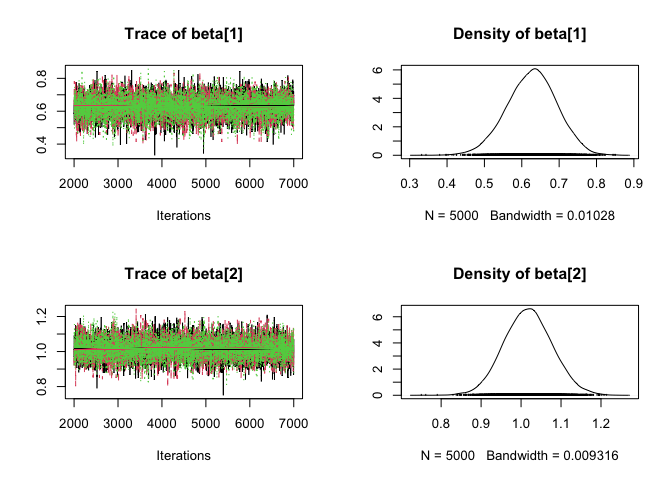 Trace of beta[1]
0.8
0.6
0.4
2000 3000 4000 5000 6000 7000
Iterations
Density of beta[1]
6
4
2
0
0.3 0.4 0.5 0.6 0.7 0.8 0.9
N = 5000 Bandwidth = 0.01028
Trace of beta[2]
1.2
1.0
0.8
2000 3000 4000 5000 6000 7000
Iterations
Density of beta[2]
6
4
2
0
0.8 0.9 1.0 1.1 1.2
N = 5000 Bandwidth = 0.009316